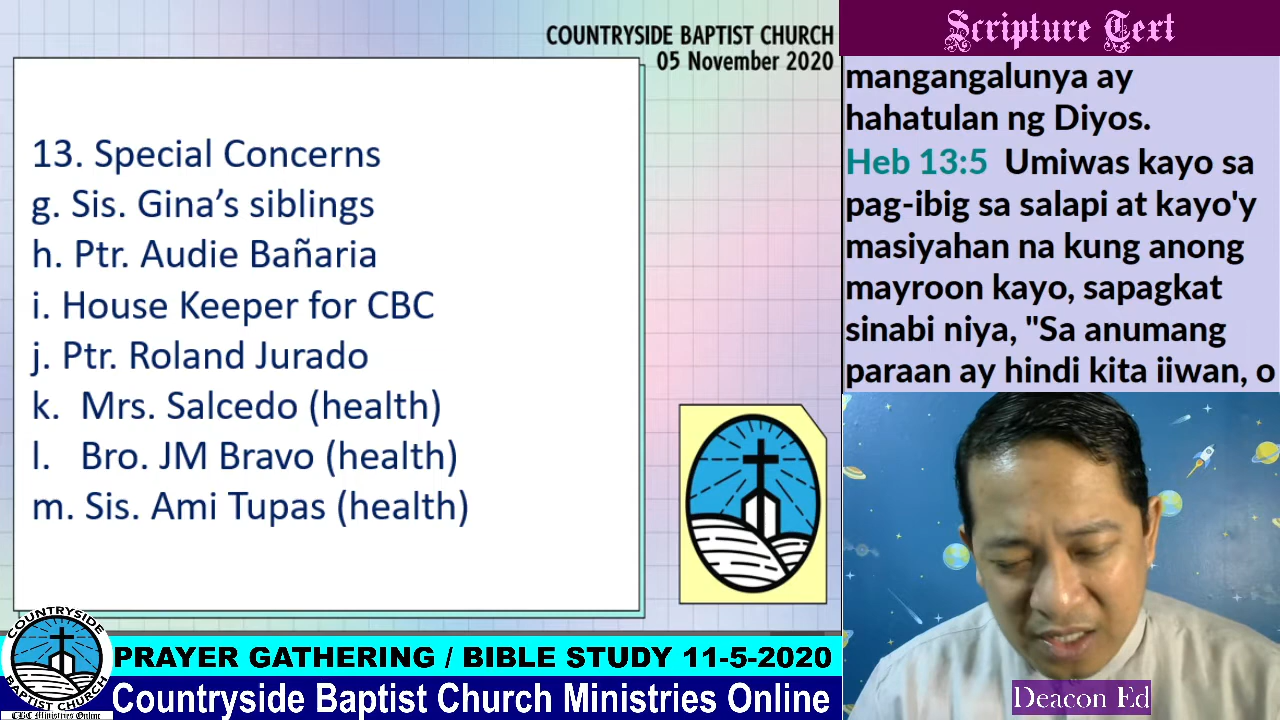 COUNTRYSIDE BAPTIST CHURCH
05 November 2020
13. Special Concerns
g. Sis. Gina’s siblings
h. Ptr. Audie Bañaria
i. House Keeper for CBC
j. Ptr. Roland Jurado
k. Mrs. Salcedo (health)
l. Bro. JM Bravo (health)
m. Sis. Ami Tupas (health)
Scripture Text
mangangalunya ay
hahatulan ng Diyos.
Heb 13:5 Umiwas kayo sa
pag-ibig sa salapi at kayo'y
masiyahan na kung anong
mayroon kayo, sapagkat
sinabi niya, "Sa anumang
paraan ay hindi kita iiwan, o
Deacon Ed
COUNTRYSIDE
BAPTIST CHURCH
CBC Ministries Online
PRAYER GATHERING / BIBLE STUDY 11-5-2020
Countryside Baptist Church Ministries Online